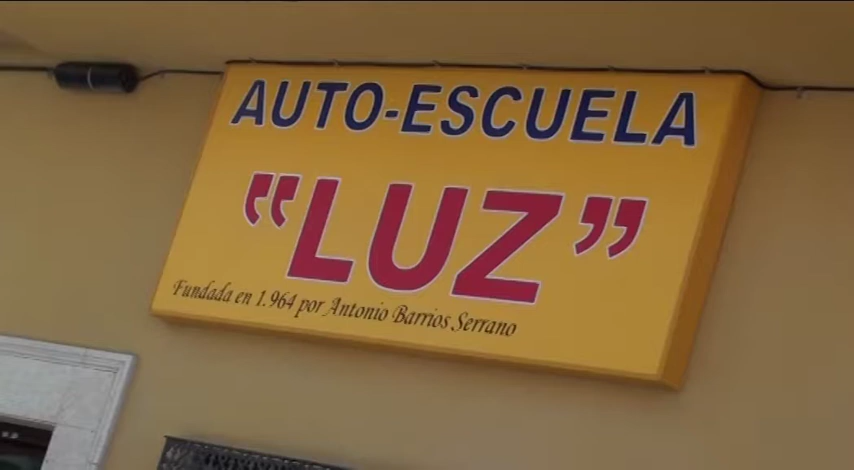 AUTO-ESCUELA
"LUZ"
Fundada en 1.964 por Antonio Barrios Serrano